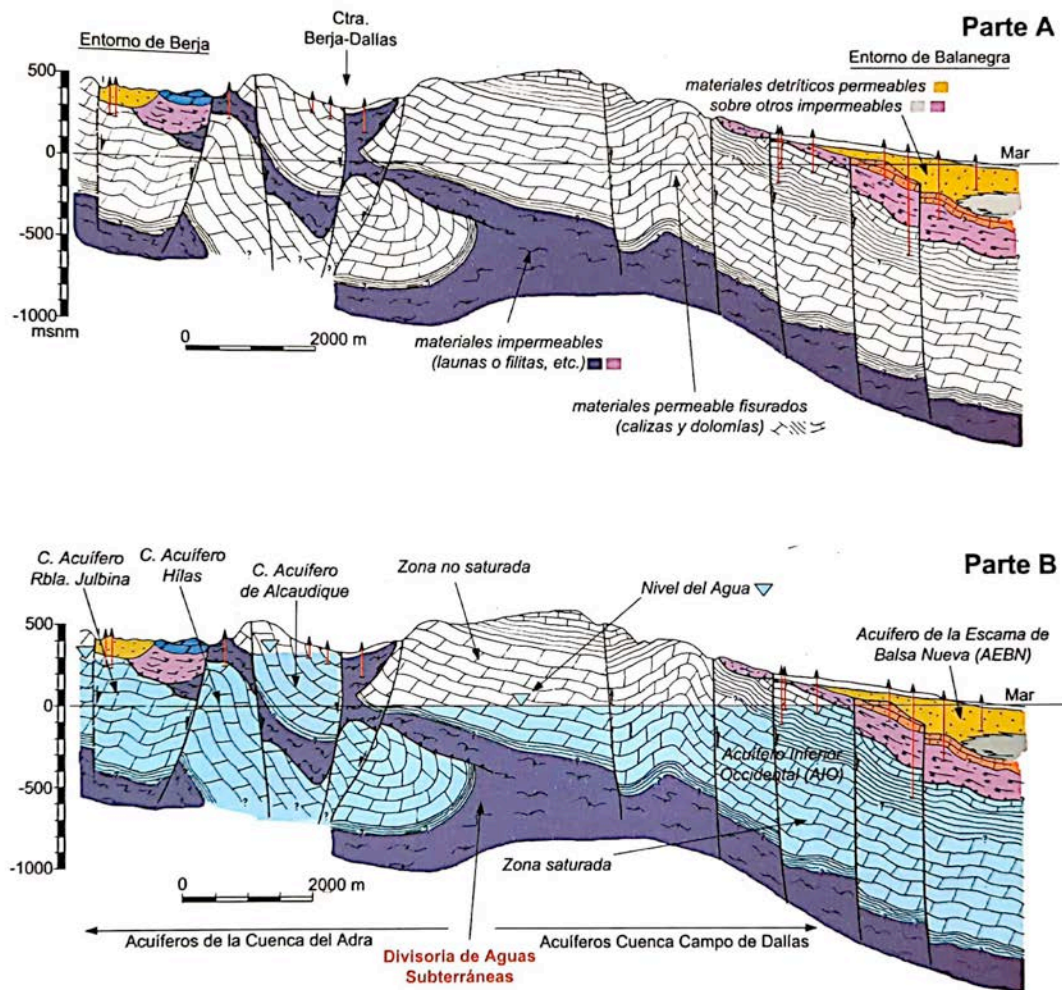 Parte A
Entorno de Berja
Ctra.
Berja-Dallas
Entorno de Balanegra
materiales detríticos permeables
sobre otros impermeables
Mar
500
0
-500
-1000
msnm
0
2000 m
materiales impermeables
(launas o filitas, etc.)
materiales permeable fisurados
(calizas y dolomías)
?
?
?
?
?
?
?
Parte B
C. Acuífero
Rbla. Julbina
C. Acuífero
Hílas
C. Acuífero
de Alcaudique
Zona no saturada
Nivel del Agua
Acuífero de la Escama de
Balsa Nueva (AEBN)
Mar
500
0
-500
-1000
Acuífero Inferior
Occidental (AIO)
Zona saturada
0
2000 m
?
?
?
?
?
?
?
Acuíferos de la Cuenca del Adra
Acuíferos Cuenca Campo de Dallas
Divisoria de Aguas
Subterráneas